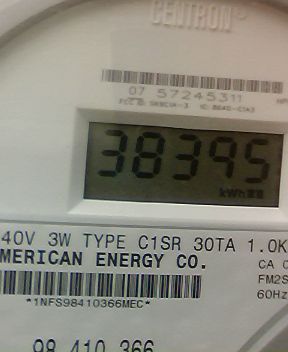 CENTRON
07 57245311
38395
kWh
40V 3W TYPE C1SR 30TA 1.0K
MERICAN ENERGY CO.
CA 0
FM2S
60Hz
*1NFS98410366MEC*
98 410 366